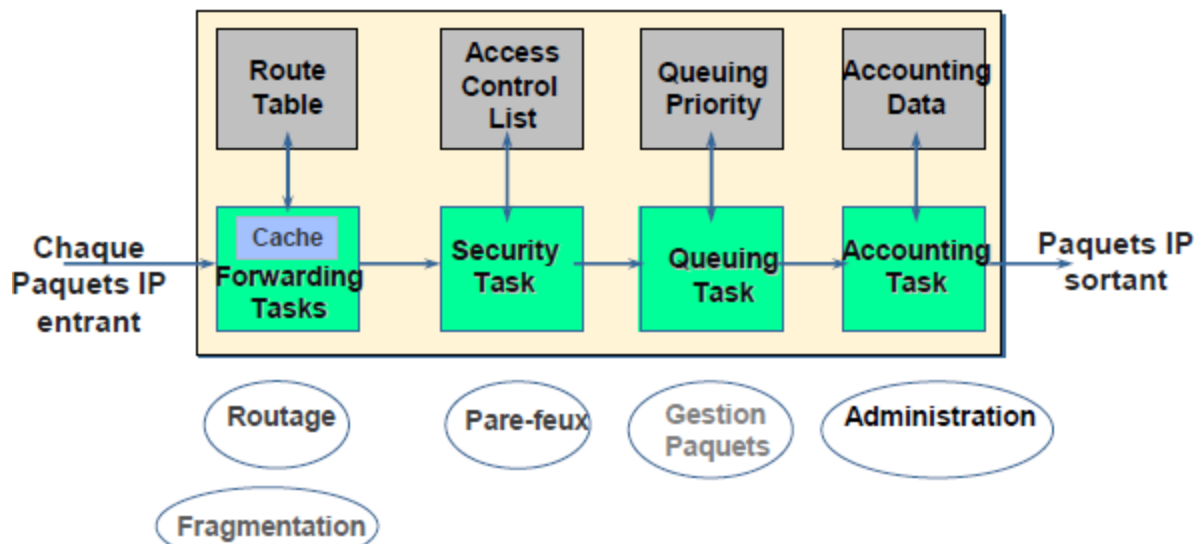 Route
Table
Access
Control
List
Queuing
Priority
Accounting
Data
Chaque
Paquets IP
entrant
Cache
Forwarding
Tasks
Security
Task
Queuing
Task
Accounting
Task
Paquets IP
sortant
Routage
Pare-feux
Gestion
Paquets
Administration
Fragmentation